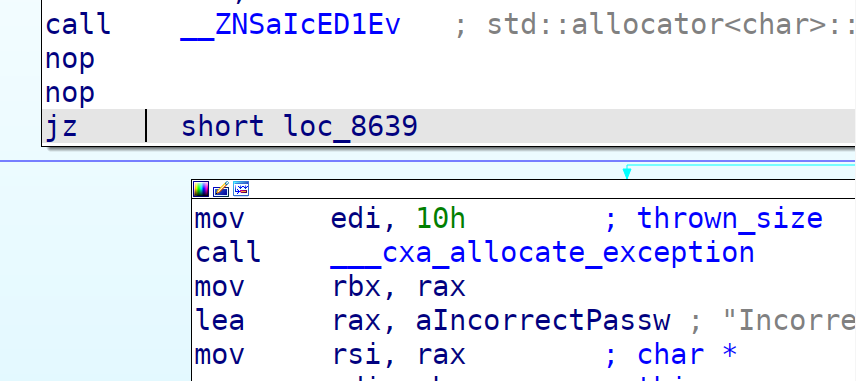 call __ZNSaIcED1Ev ; std::allocator<char>::
nop
nop
jz short loc_8639
mov edi, 10h ; thrown_size
call ___cxa_allocate_exception
mov rbx, rax
lea rax, aIncorrectPassw ; "Incorre
mov rsi, rax ; char *